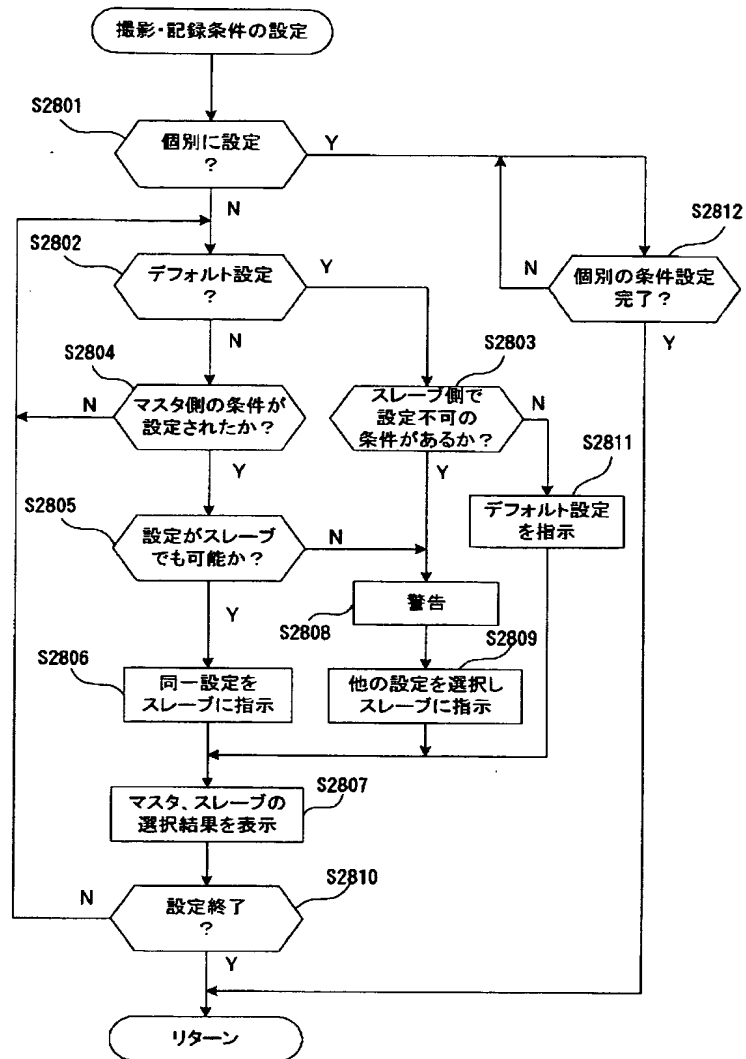 撮影・記録条件の設定
S2801
個別に設定
?
Y
N
S2812
S2802
デフォルト設定
?
Y
N
個別の条件設定
完了?
N
Y
S2804
S2803
マスタ側の条件が
設定されたか?
N
Y
スレーブ側で
設定不可の
条件があるか?
N
Y
S2811
デフォルト設定
を指示
S2805
設定がスレーブ
でも可能か?
N
Y
警告
S2808
S2806
同一設定を
スレーブに指示
S2809
他の設定を選択し
スレーブに指示
S2807
マスタ、スレーブの
選択結果を表示
S2810
設定終了
?
N
Y
リターン